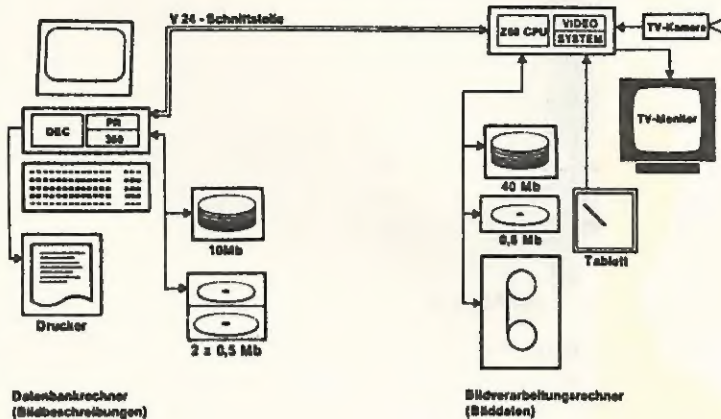 V 24 - Schnittstelle
Z80 CPU
VIDEO
SYSTEM
TV-Kamera
TV-Monitor
DEC
PR
350
40 Mb
10Mb
0,5 Mb
Tablett
Drucker
2 x 0,5 Mb
Datenbankrechner
(Bildbeschreibungen)
Bildverarbeitungsrechner
(Bilddaten)